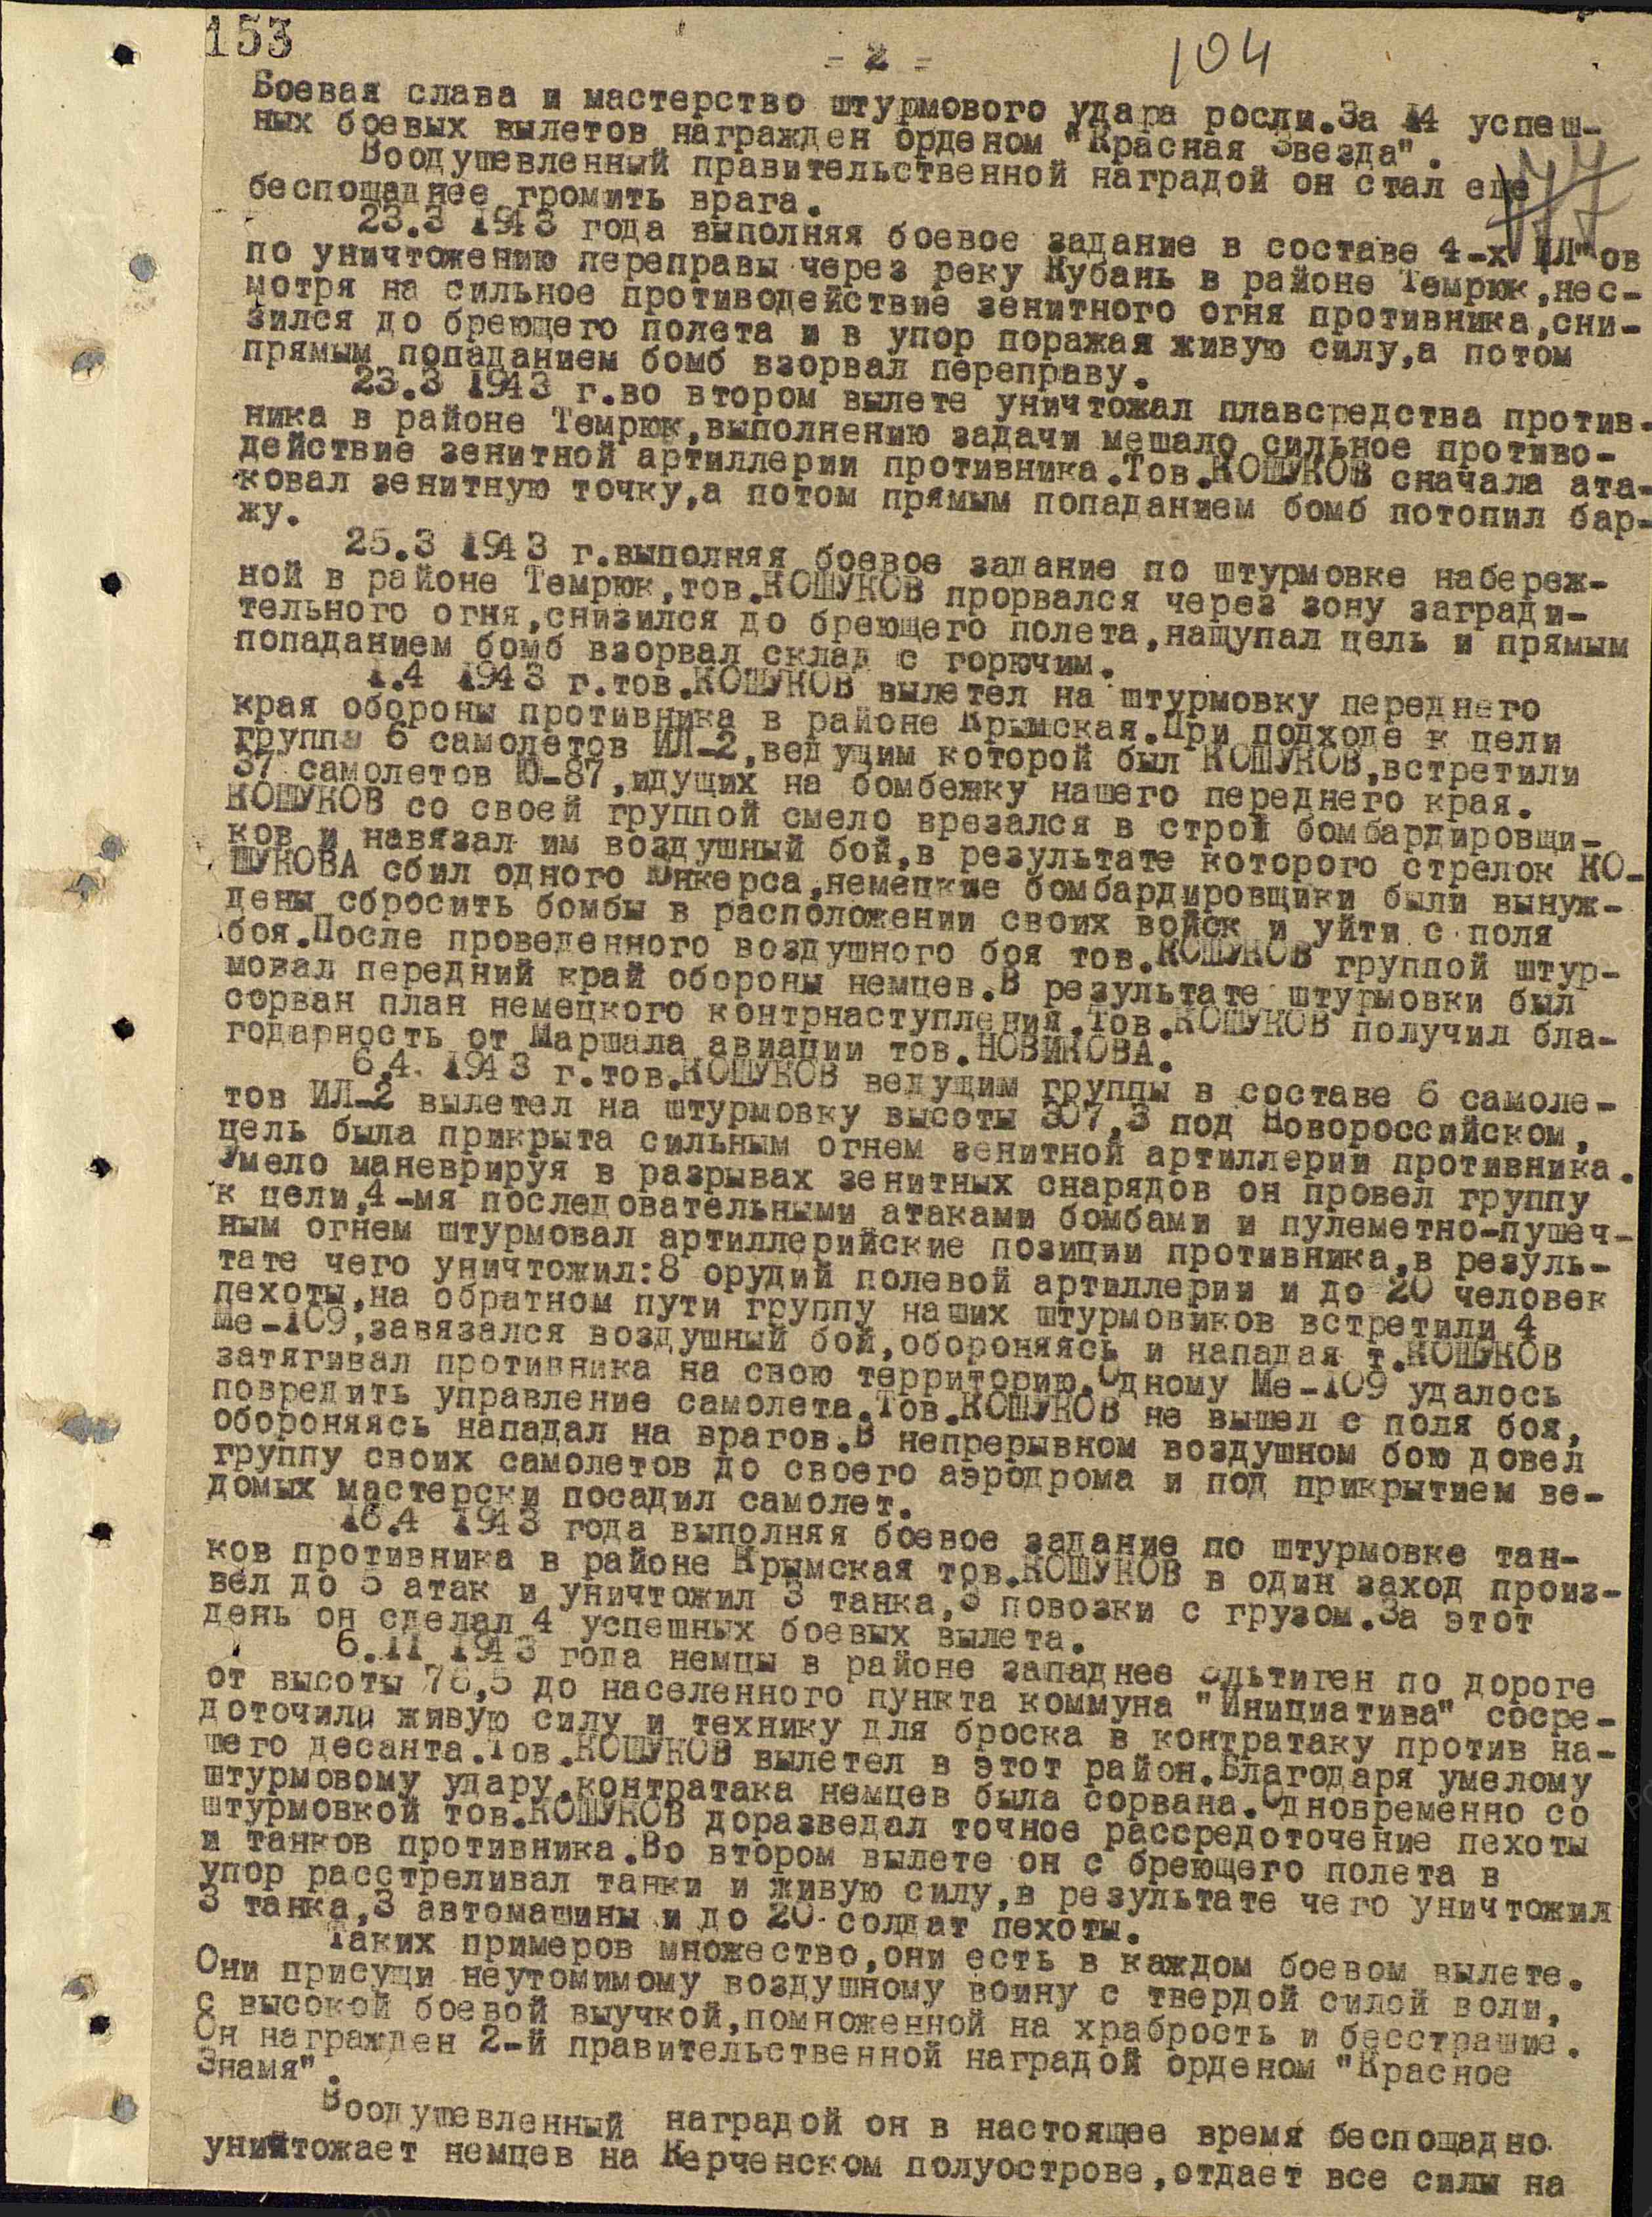 153
- 2 -
104
Боевая слава и мастерство штурмового удара росли.За 14 успеш-
ных боевых вылетов награжден орденом "Красная Звезда".
Воодушевленный правительственной наградой он стал еще
77
беспощаднее громить врага.
23.3 1943 года выполняя боевое задание в составе 4-х ИЛ"ов
по уничтожению переправы через реку Кубань в районе Темрюк,нес-
мотря на сильное противодействие зенитного огня противника,сни-
зился до бреющего полета и в упор поражая живую силу,а потом
прямым попаданием бомб взорвал переправу.
23.3 1943 г.во втором вылете уничтожал плавсредства против-
ника в районе Темрюк,выполнению задачи мешало сильное противо-
действие зенитной артиллерии противника.Тов.КОШУКОВ сначала ата-
ковал зенитную точку,а потом прямым попаданием бомб потопил бар-
жу.
25.3 1943 г.выполняя боевое задание по штурмовке набереж-
ной в районе Темрюк,тов.КОШУКОВ прорвался через зону загради-
тельного огня,снизился до бреющего полета,нащупал цель и прямым
попаданием бомб взорвал склад с горючим.
1.4 1943 г.тов.КОШУКОВ вылетел на штурмовку переднего
края обороны противника в районе Крымская.При подходе к цели
группа 6 самолетов ИЛ-2,ведущим которой был КОШУКОВ,встретили
37 самолетов Ю-87,идущих на бомбежку нашего переднего края.
КОШУКОВ со своей группой смело врезался в строй бомбардировщи-
ков и навязал им воздушный бой,в результате которого стрелок КО-
ШУКОВА сбил одного Юнкерса,немецкие бомбардировщики были вынуж-
дены сбросить бомбы в расположении своих войск и уйти с поля
боя.После проведенного воздушного боя тов.КОШУКОВ группой штур-
мовал передний край обороны немцев.В результате штурмовки был
сорван план немецкого контрнаступления.Тов.КОШУКОВ получил бла-
годарность от Маршала авиации тов.НОВИКОВА.
6.4. 1943 г.тов.КОШУКОВ ведущим группы в составе 6 самоле-
тов ИЛ-2 вылетел на штурмовку высоты 307,3 под Новороссийском,
цель была прикрыта сильным огнем зенитной артиллерии противника.
Умело маневрируя в разрывах зенитных снарядов он провел группу
к цели,4-мя последовательными атаками бомбами и пулеметно-пушеч-
ным огнем штурмовал артиллерийские позиции противника,в резуль-
тате чего уничтожил:8 орудий полевой артиллерии и до 20 человек
пехоты,на обратном пути группу наших штурмовиков встретили 4
Ме-109,завязался воздушный бой,обороняясь и нападая т.КОШУКОВ
затягивал противника на свою территорию.Одному Ме-109 удалось
повредить управление самолета.Тов.КОШУКОВ не вышел с поля боя,
обороняясь нападал на врагов.В непрерывном воздушном бою довел
группу своих самолетов до своего аэродрома и под прикрытием ве-
домых мастерски посадил самолет.
16.4 1943 года выполняя боевое задание по штурмовке тан-
ков противника в районе Крымская тов.КОШУКОВ в один заход произ-
вел до 5 атак и уничтожил 3 танка,3 повозки с грузом.За этот
день он сделал 4 успешных боевых вылета.
6.11 1943 года немцы в районе западнее Эльтиген по дороге
от высоты 78,5 до населенного пункта коммуна "Инициатива" сосре-
доточили живую силу и технику для броска в контратаку против на-
шего десанта.Тов.КОШУКОВ вылетел в этот район.Благодаря умелому
штурмовому удару,контратака немцев была сорвана.Одновременно со
штурмовкой тов.КОШУКОВ доразведал точное рассредоточение пехоты
и танков противника.Во втором вылете он с бреющего полета в
упор расстреливал танки и живую силу,в результате чего уничтожил
3 танка,3 автомашины и до 20 солдат пехоты.
Таких примеров множество,они есть в каждом боевом вылете.
Они присущи неутомимому воздушному воину с твердой силой воли,
с высокой боевой выучкой,помноженной на храбрость и бесстрашие.
Он награжден 2-й правительственной наградой орденом "Красное
Знамя".
Воодушевленный наградой он в настоящее время беспощадно
уничтожает немцев на Керченском полуострове,отдает все силы на